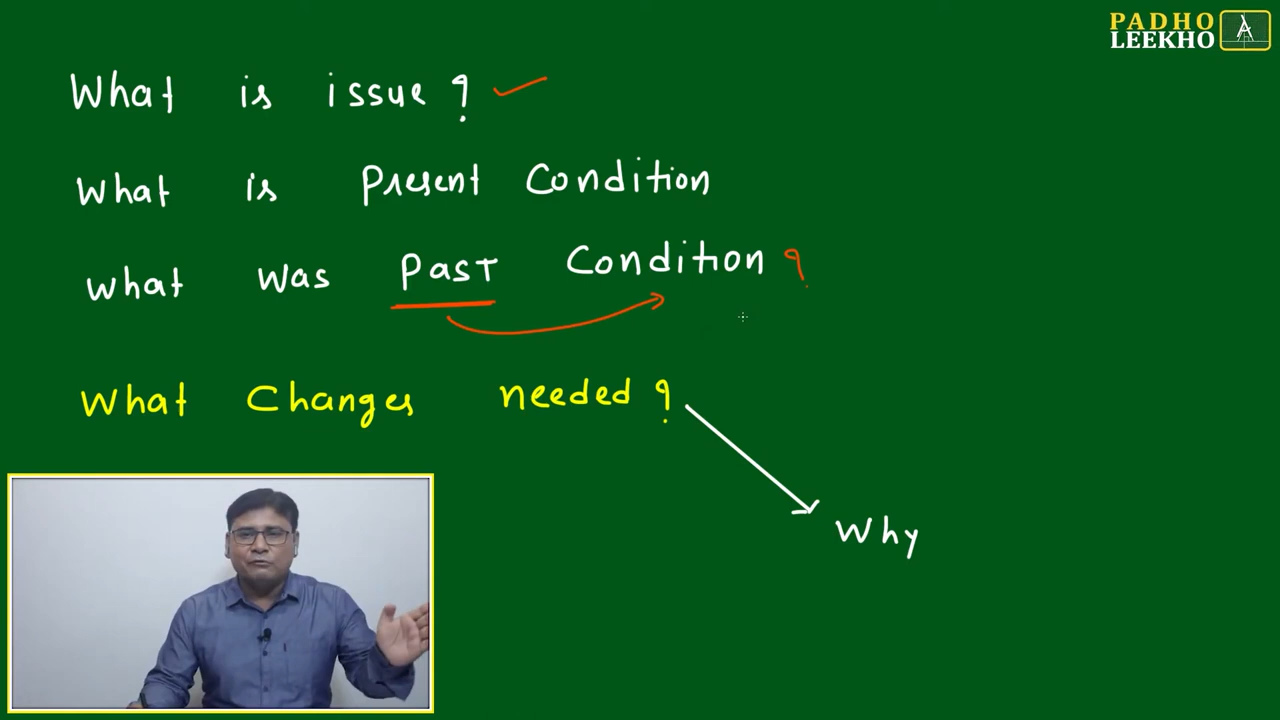 PADHO
LEEKHO
What is issue?
What is Present Condition
What was Past Condition?
What Changes needed?
Why